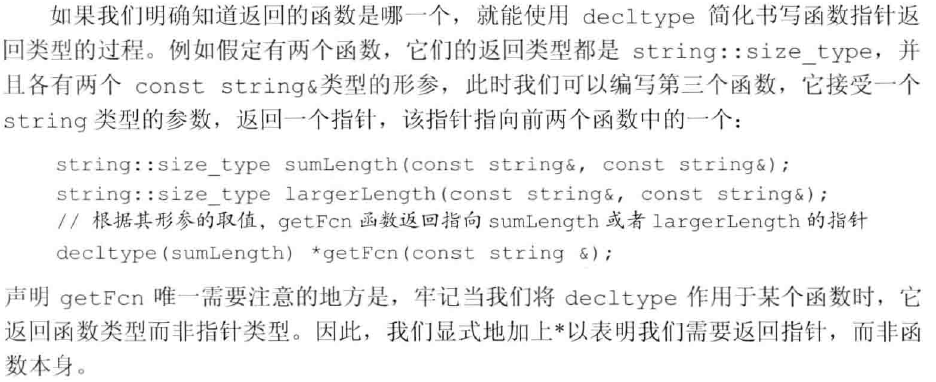 如果我们明确知道返回的函数是哪一个，就能使用 decltype 简化书写函数指针返
回类型的过程。例如假定有两个函数，它们的返回类型都是 string::size_type，并
且各有两个 const string&类型的形参，此时我们可以编写第三个函数，它接受一个
string 类型的参数，返回一个指针，该指针指向前两个函数中的一个：
string::size_type sumLength(const string&, const string&);
string::size_type largerLength(const string&, const string&);
// 根据其形参的取值，getFcn 函数返回指向 sumLength 或者 largerLength 的指针
decltype(sumLength) *getFcn(const string &);
声明 getFcn 唯一需要注意的地方是，牢记当我们将 decltype 作用于某个函数时，它
返回函数类型而非指针类型。因此，我们显式地加上*以表明我们需要返回指针，而非函
数本身。